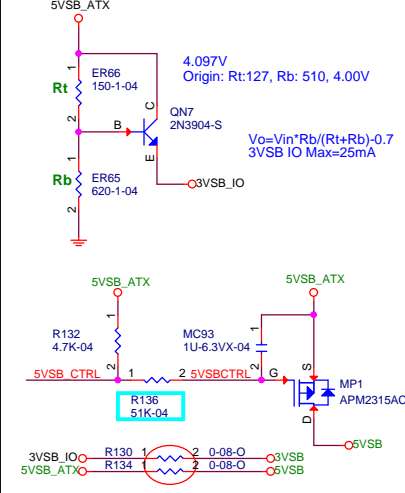 5VSB_ATX
4.097V
Origin: Rt:127, Rb: 510, 4.00V
1
Rt
ER66
150-1-04
2
C
QN7
2N3904-S
B
E
Vo=Vin*Rb/(Rt+Rb)-0.7
3VSB IO Max=25mA
1
Rb
ER65
620-1-04
2
3VSB_IO
5VSB_ATX
5VSB_ATX
1
R132
4.7K-04
2
MC93
1U-6.3VX-04
1
2
5VSB_CTRL
1
2
5VSBCTRL
R136
51K-04
G
S
D
MP1
APM2315AC
5VSB
3VSB_IO
R130
1
2
0-08-O
3VSB
5VSB_ATX
R134
1
2
0-08-O
5VSB